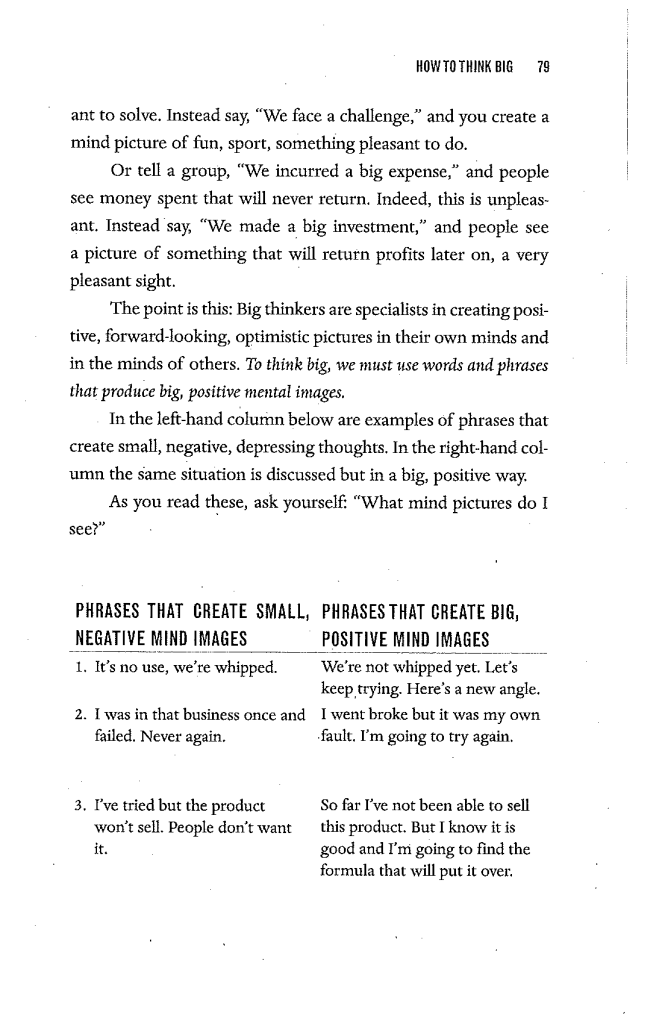 HOW TO THINK BIG 79
ant to solve. Instead say, “We face a challenge,” and you create a
mind picture of fun, sport, something pleasant to do.
Or tell a group, “We incurred a big expense,” and people
see money spent that will never return. Indeed, this is unpleas-
ant. Instead say, “We made a big investment,” and people see
a picture of something that will return profits later on, a very
pleasant sight.
The point is this: Big thinkers are specialists in creating posi-
tive, forward-looking, optimistic pictures in their own minds and
in the minds of others. To think big, we must use words and phrases
that produce big, positive mental images.
In the left-hand column below are examples of phrases that
create small, negative, depressing thoughts. In the right-hand col-
umn the same situation is discussed but in a big, positive way.
As you read these, ask yourself: “What mind pictures do I
see?”
PHRASES THAT CREATE SMALL,
NEGATIVE MIND IMAGES
PHRASES THAT CREATE BIG,
POSITIVE MIND IMAGES
1. It’s no use, we’re whipped.
We’re not whipped yet. Let’s
keep trying. Here’s a new angle.
2. I was in that business once and
failed. Never again.
I went broke but it was my own
fault. I’m going to try again.
3. I’ve tried but the product
won’t sell. People don’t want
it.
So far I’ve not been able to sell
this product. But I know it is
good and I’m going to find the
formula that will put it over.